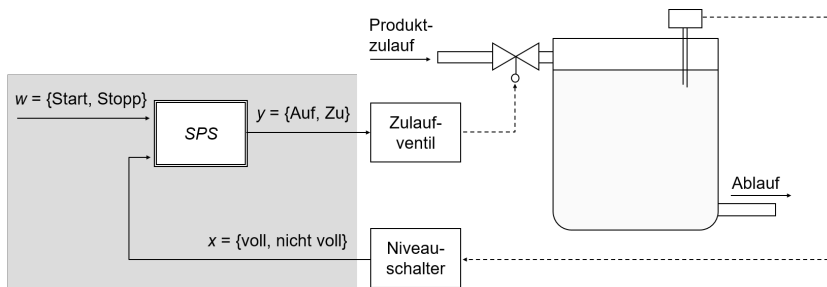 Produkt-
zulauf
w = {Start, Stopp}
SPS
y = {Auf, Zu}
Zulauf-
ventil
Ablauf
x = {voll, nicht voll}
Niveau-
schalter